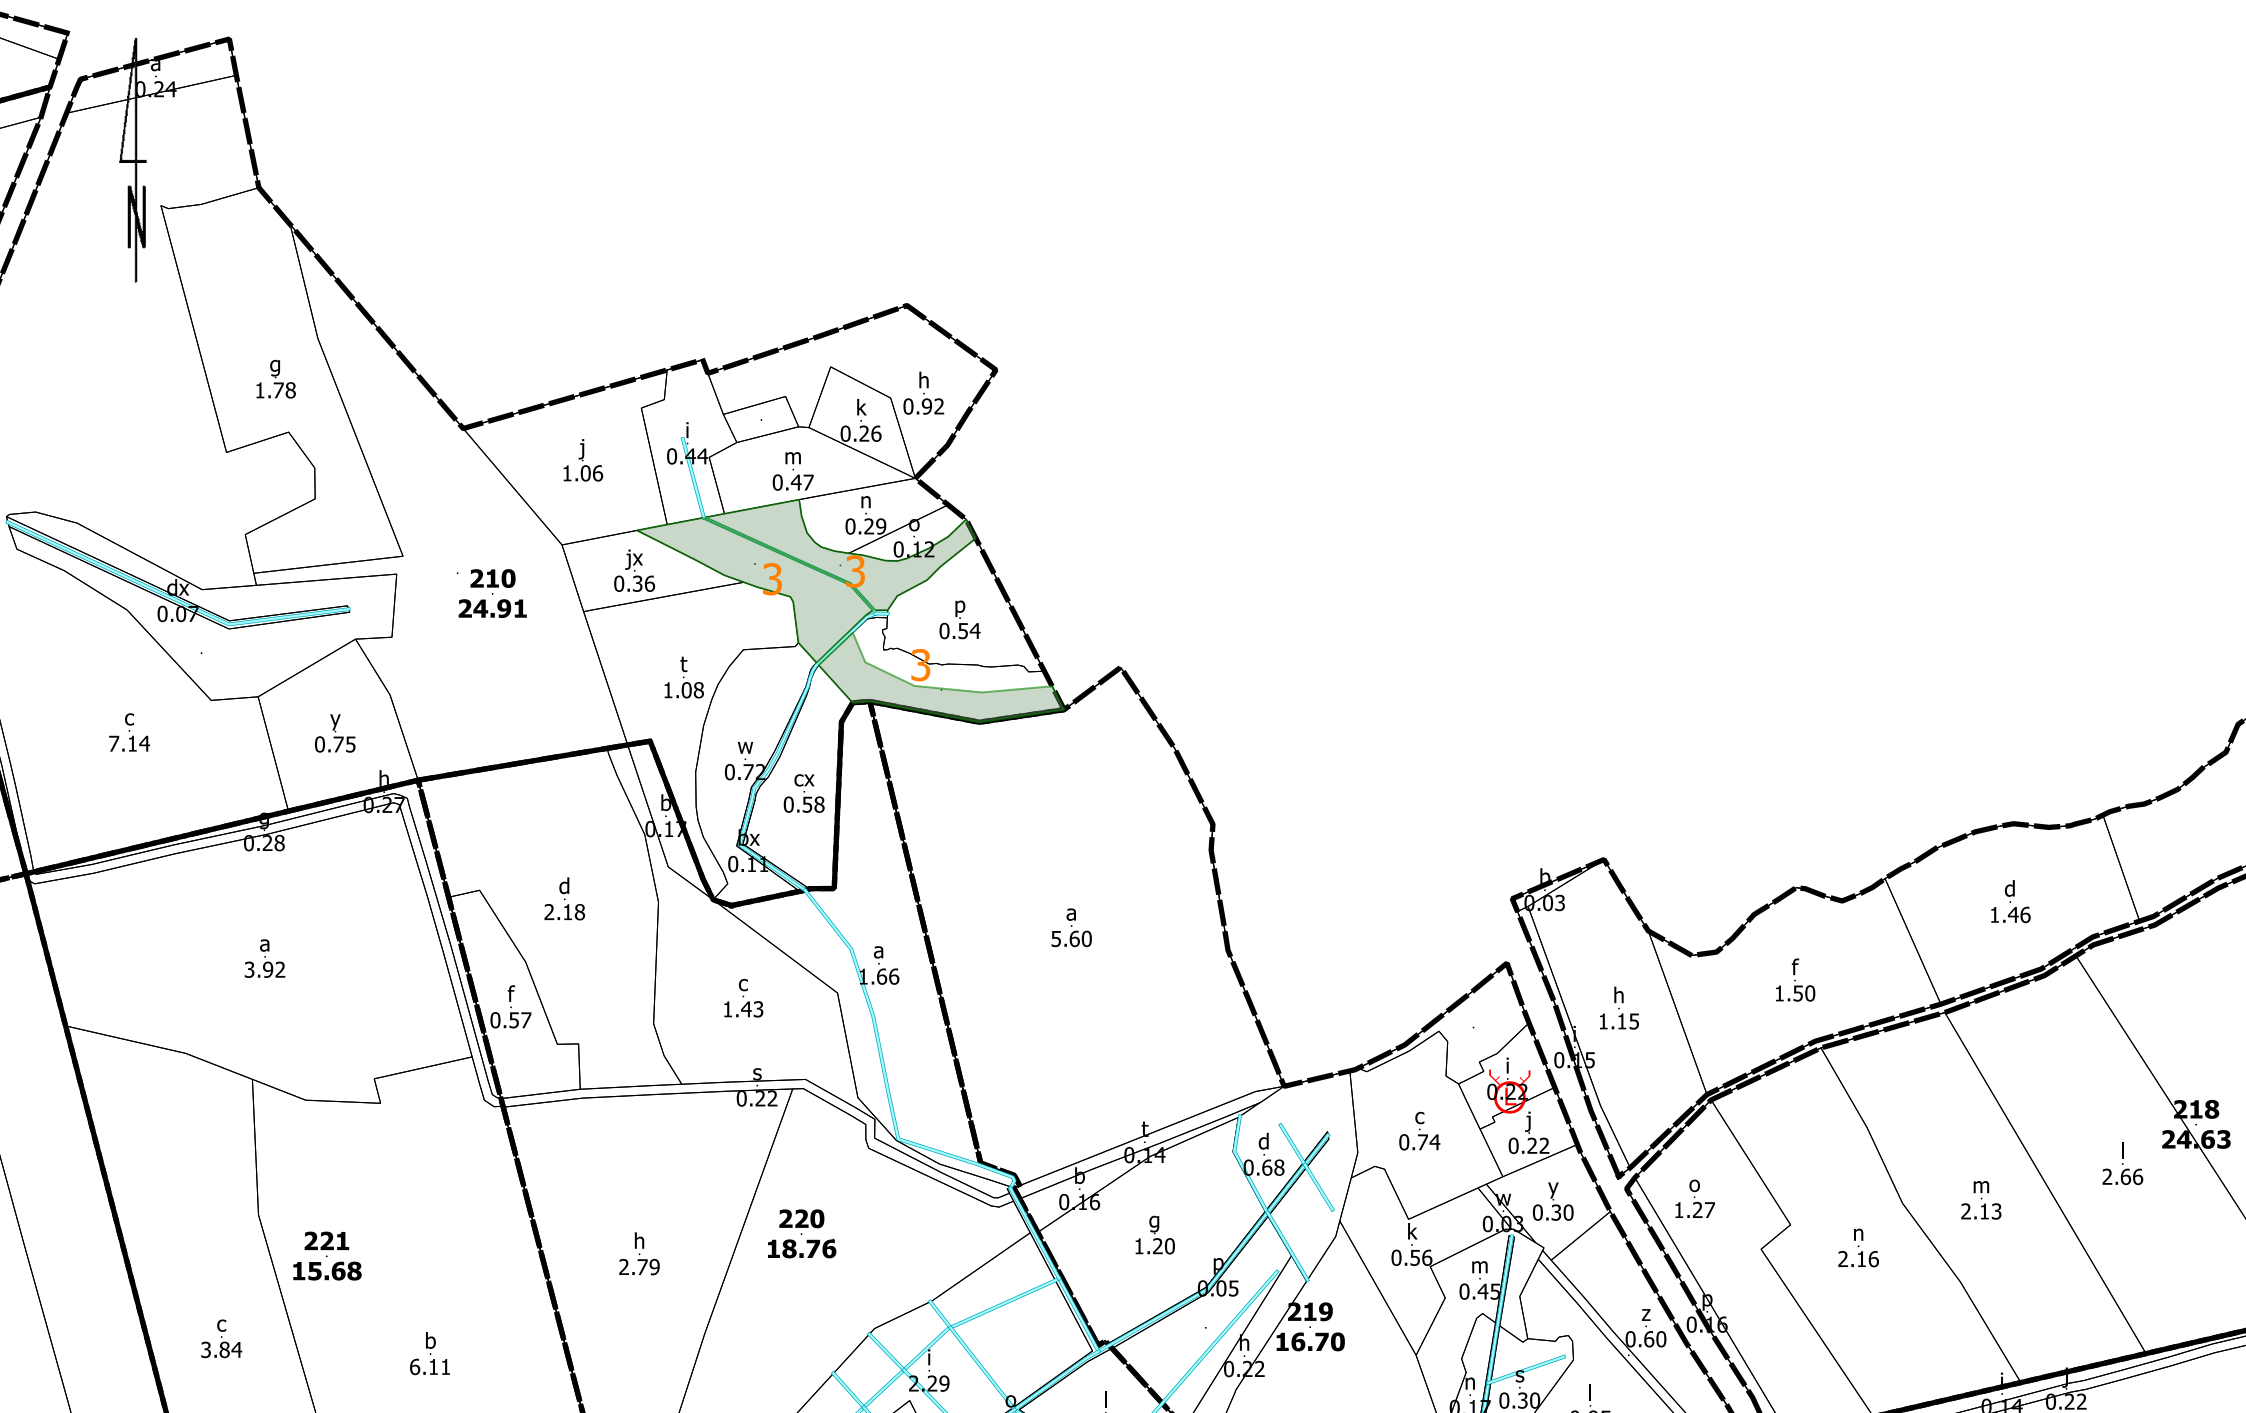 a
0.24
N
g
1.78
h
0.92
k
0.26
i
0.44
j
1.06
m
0.47
n
0.29
o
0.12
jx
0.36
3
3
210
24.91
dx
0.07
p
0.54
t
1.08
3
c
7.14
y
0.75
w
0.72
cx
0.58
h
0.27
g
0.28
b
0.17
bx
0.11
d
2.18
h
0.03
d
1.46
a
5.60
a
3.92
a
1.66
f
1.50
f
0.57
c
1.43
h
1.15
i
0.15
i
0.22
L
s
0.22
c
0.74
j
0.22
218
24.63
t
0.14
d
0.68
l
2.66
b
0.16
y
0.30
w
0.03
o
1.27
m
2.13
g
1.20
220
18.76
221
15.68
h
2.79
k
0.56
n
2.16
p
0.05
m
0.45
219
16.70
z
0.60
p
0.16
c
3.84
b
6.11
h
0.22
i
2.29
n
0.17
s
0.30
i
0.14
j
0.22
o
l
l